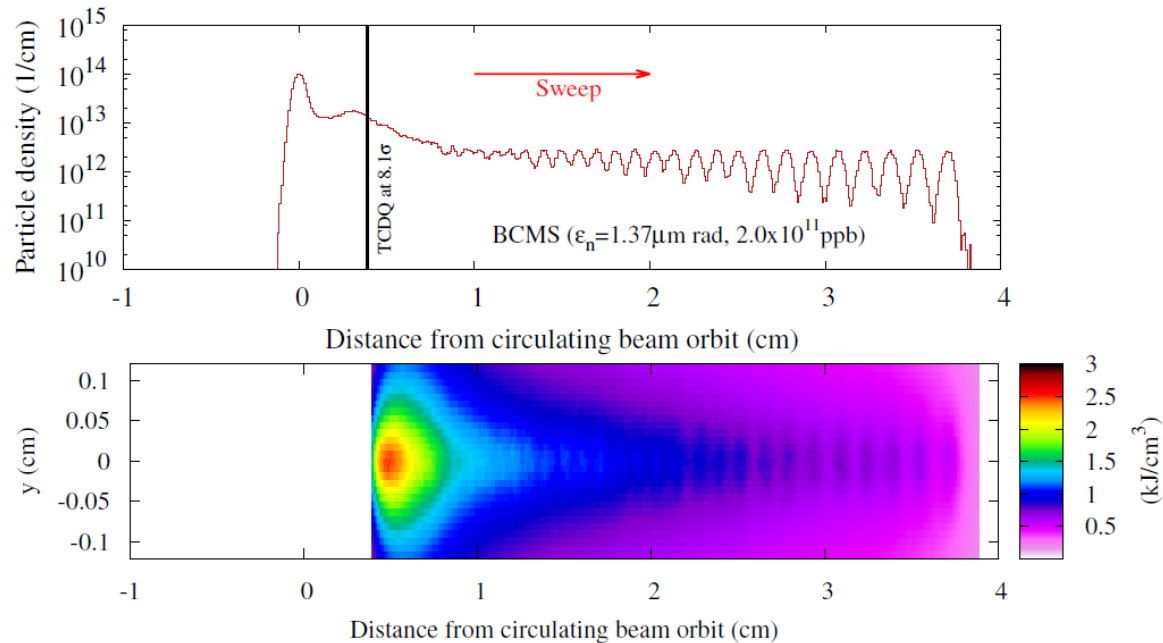 Particle density (1/cm)
10^15
10^14
10^13
10^12
10^11
10^10
Sweep
TCDQ at 8.1σ
BCMS (ε_n=1.37μm rad, 2.0x10^11ppb)
-1 0 1 2 3 4
Distance from circulating beam orbit (cm)
y (cm)
0.1
0.05
0
-0.05
-0.1
3
2.5
2
1.5
1
0.5
(kJ/cm^3)
-1 0 1 2 3 4
Distance from circulating beam orbit (cm)